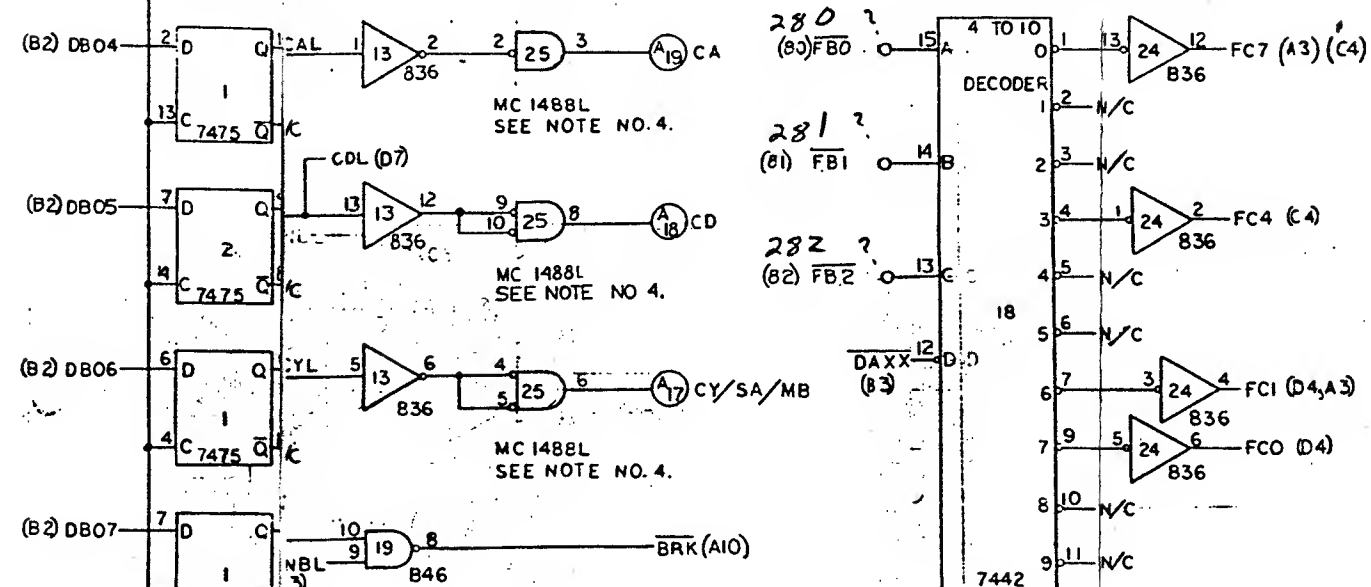 (B2) DB04 2 D Q CAL 1 13 2 836 2 25 3 A 19 CA
1
13 C 7475 Q̅ /C
MC 1488L
SEE NOTE NO. 4.
CDL (D7)
(B2) DB05 7 D Q 13 13 12 836 9 10 25 8 A 18 CD
2
14 C 7475 Q̅ /C
MC 1488L
SEE NOTE NO 4.
(B2) DB06 6 D Q CYL 5 13 6 836 4 5 25 6 A 17 CY/SA/MB
1
4 C 7475 Q̅ /C
MC 1488L
SEE NOTE NO. 4.
(B2) DB07 7 D Q 10 9 NBL 19 8 846 B̅R̅K̅ (A10)
1
280 ?
(B0) F̅B̅0̅ 15 A
281 ?
(B1) F̅B̅1̅ 14 B
282 ?
(B2) F̅B̅2̅ 13 C
D̅A̅X̅X̅ 12 D
(B3)
4 TO 10
DECODER
18
7442
0 1 13 24 12 836 FC7 (A3) (C4)
1 2 N/C
2 3 N/C
3 4 1 24 2 836 FC4 (C4)
4 5 N/C
5 6 N/C
6 7 3 24 4 836 FC1 (D4,A3)
7 9 5 24 6 836 FC0 (D4)
8 10 N/C
9 11 N/C